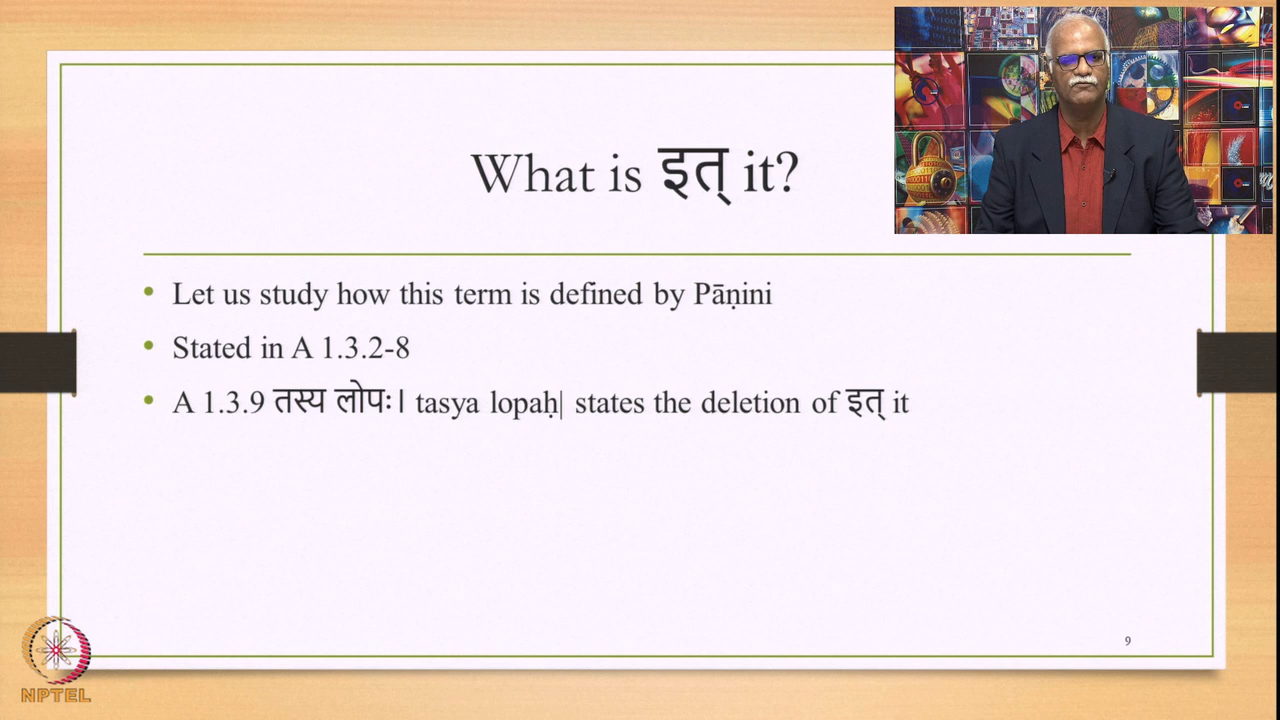 What is इत् it?
Let us study how this term is defined by Pāṇini
Stated in A 1.3.2-8
A 1.3.9 तस्य लोपः। tasya lopaḥ| states the deletion of इत् it
9
NPTEL